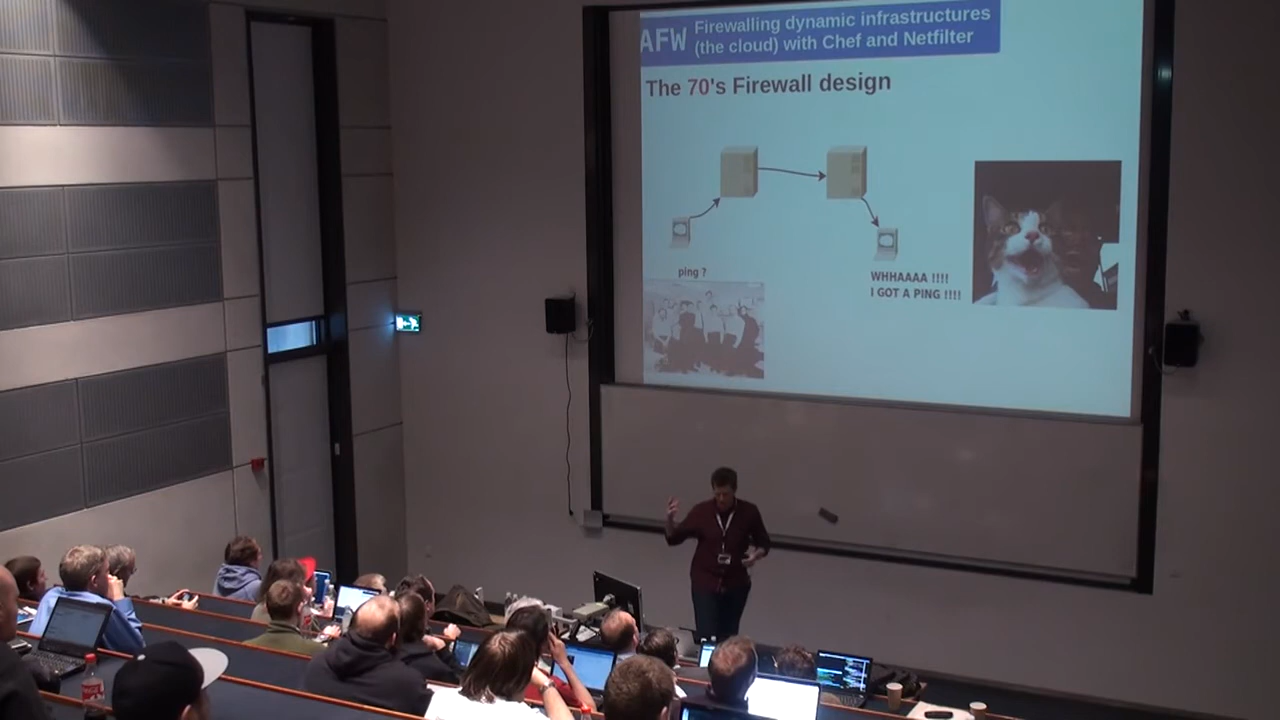 AFW
Firewalling dynamic infrastructures
(the cloud) with Chef and Netfilter
The 70's Firewall design
ping ?
WHHAAAA !!!!
I GOT A PING !!!!